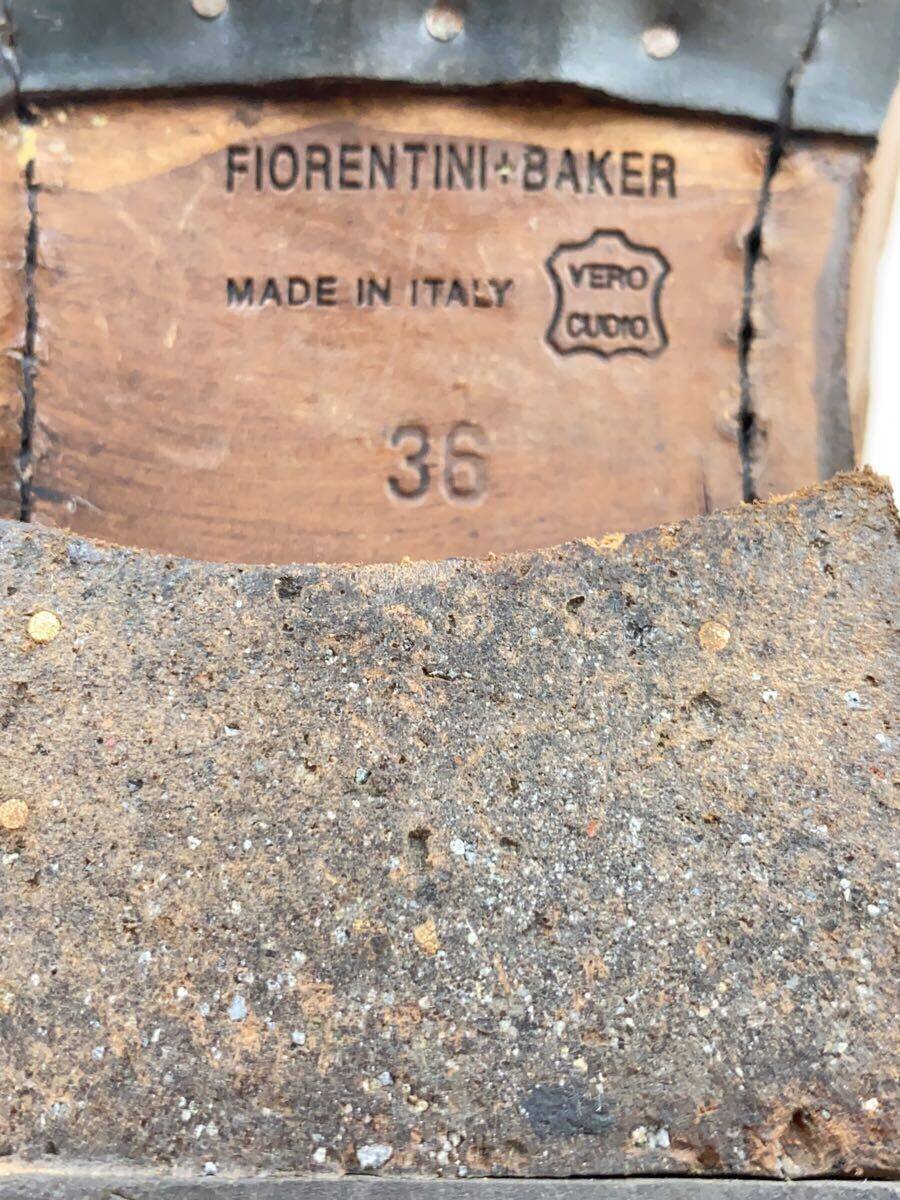 FIORENTINI+BAKER
MADE IN ITALY
VERO
CUOIO
36